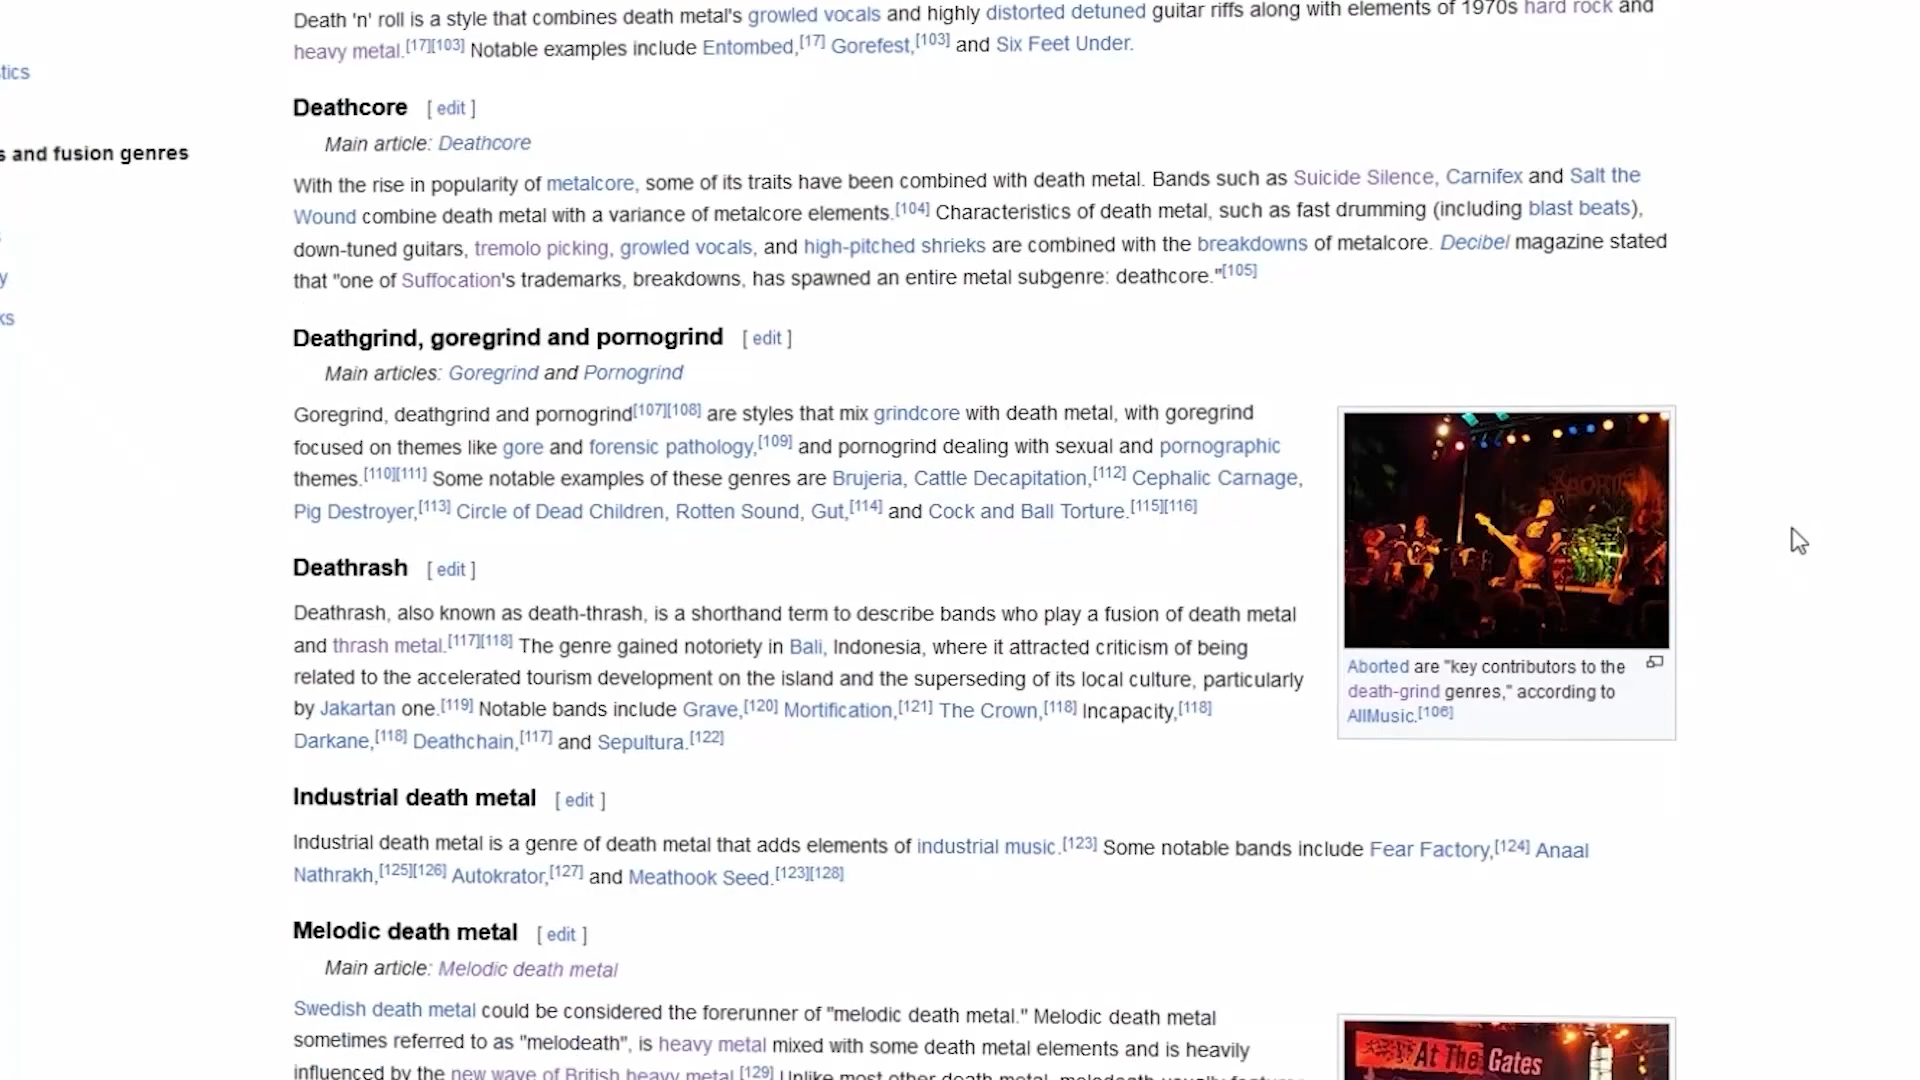 Death 'n' roll is a style that combines death metal's growled vocals and highly distorted detuned guitar riffs along with elements of 1970s hard rock and
heavy metal.[17][103] Notable examples include Entombed,[17] Gorefest,[103] and Six Feet Under.
tics
Deathcore [ edit ]
Main article: Deathcore
s and fusion genres
With the rise in popularity of metalcore, some of its traits have been combined with death metal. Bands such as Suicide Silence, Carnifex and Salt the
Wound combine death metal with a variance of metalcore elements.[104] Characteristics of death metal, such as fast drumming (including blast beats),
down-tuned guitars, tremolo picking, growled vocals, and high-pitched shrieks are combined with the breakdowns of metalcore. Decibel magazine stated
that "one of Suffocation's trademarks, breakdowns, has spawned an entire metal subgenre: deathcore."[105]
y
ks
Deathgrind, goregrind and pornogrind [ edit ]
Main articles: Goregrind and Pornogrind
Goregrind, deathgrind and pornogrind[107][108] are styles that mix grindcore with death metal, with goregrind
focused on themes like gore and forensic pathology,[109] and pornogrind dealing with sexual and pornographic
themes.[110][111] Some notable examples of these genres are Brujeria, Cattle Decapitation,[112] Cephalic Carnage,
Pig Destroyer,[113] Circle of Dead Children, Rotten Sound, Gut,[114] and Cock and Ball Torture.[115][116]
Deathrash [ edit ]
Deathrash, also known as death-thrash, is a shorthand term to describe bands who play a fusion of death metal
and thrash metal.[117][118] The genre gained notoriety in Bali, Indonesia, where it attracted criticism of being
related to the accelerated tourism development on the island and the superseding of its local culture, particularly
by Jakartan one.[119] Notable bands include Grave,[120] Mortification,[121] The Crown,[118] Incapacity,[118]
Darkane,[118] Deathchain,[117] and Sepultura.[122]
Aborted are "key contributors to the
death-grind genres," according to
AllMusic.[106]
Industrial death metal [ edit ]
Industrial death metal is a genre of death metal that adds elements of industrial music.[123] Some notable bands include Fear Factory,[124] Anaal
Nathrakh,[125][126] Autokrator,[127] and Meathook Seed.[123][128]
Melodic death metal [ edit ]
Main article: Melodic death metal
Swedish death metal could be considered the forerunner of "melodic death metal." Melodic death metal
sometimes referred to as "melodeath", is heavy metal mixed with some death metal elements and is heavily
influenced by the new wave of British heavy metal.[129] Unlike most other death metal, melodeath usually features
At The Gates